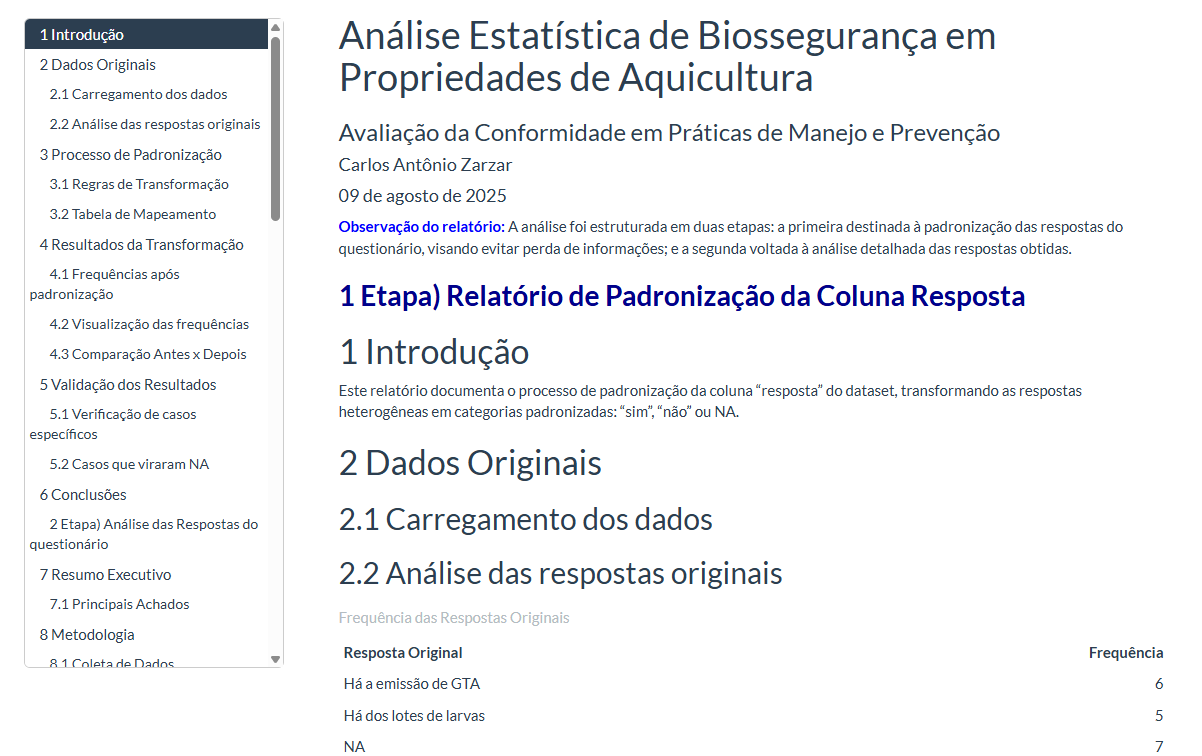 1 Introdução
2 Dados Originais
2.1 Carregamento dos dados
2.2 Análise das respostas originais
3 Processo de Padronização
3.1 Regras de Transformação
3.2 Tabela de Mapeamento
4 Resultados da Transformação
4.1 Frequências após
padronização
4.2 Visualização das frequências
4.3 Comparação Antes x Depois
5 Validação dos Resultados
5.1 Verificação de casos
específicos
5.2 Casos que viraram NA
6 Conclusões
2 Etapa) Análise das Respostas do
questionário
7 Resumo Executivo
7.1 Principais Achados
8 Metodologia
8.1 Coleta de Dados
Análise Estatística de Biossegurança em
Propriedades de Aquicultura
Avaliação da Conformidade em Práticas de Manejo e Prevenção
Carlos Antônio Zarzar
09 de agosto de 2025
Observação do relatório: A análise foi estruturada em duas etapas: a primeira destinada à padronização das respostas do
questionário, visando evitar perda de informações; e a segunda voltada à análise detalhada das respostas obtidas.
1 Etapa) Relatório de Padronização da Coluna Resposta
1 Introdução
Este relatório documenta o processo de padronização da coluna “resposta” do dataset, transformando as respostas
heterogêneas em categorias padronizadas: “sim”, “não” ou NA.
2 Dados Originais
2.1 Carregamento dos dados
2.2 Análise das respostas originais
Frequência das Respostas Originais
Resposta Original Frequência
Há a emissão de GTA 6
Há dos lotes de larvas 5
NA 7